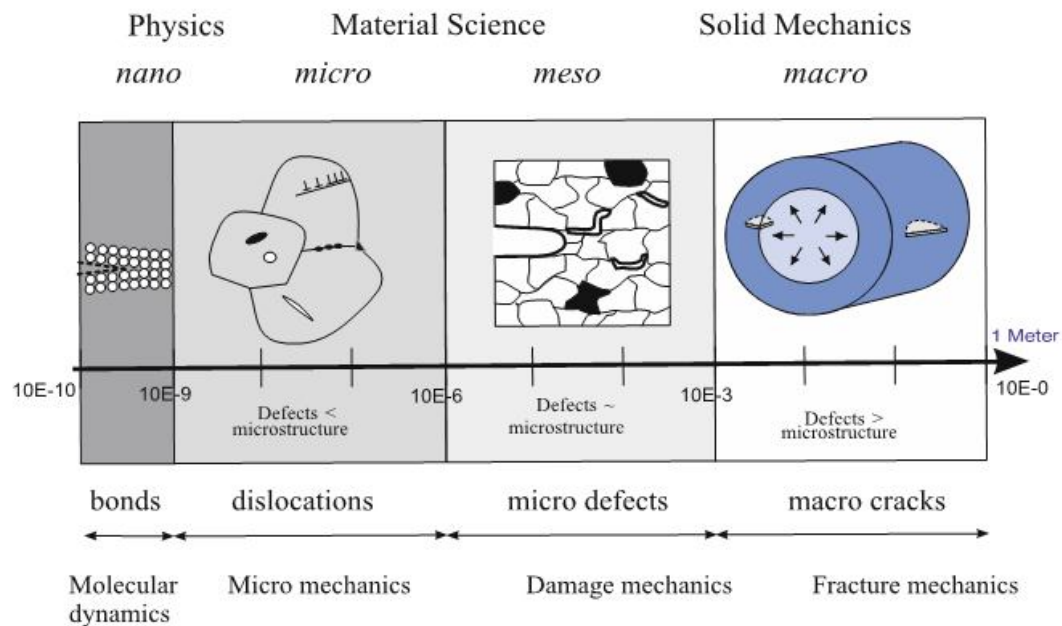 Physics Material Science Solid Mechanics
nano micro meso macro
1 Meter
10E-10 10E-9 10E-6 10E-3 10E-0
Defects <
microstructure
Defects ~
microstructure
Defects >
microstructure
bonds dislocations micro defects macro cracks
Molecular
dynamics
Micro mechanics Damage mechanics Fracture mechanics